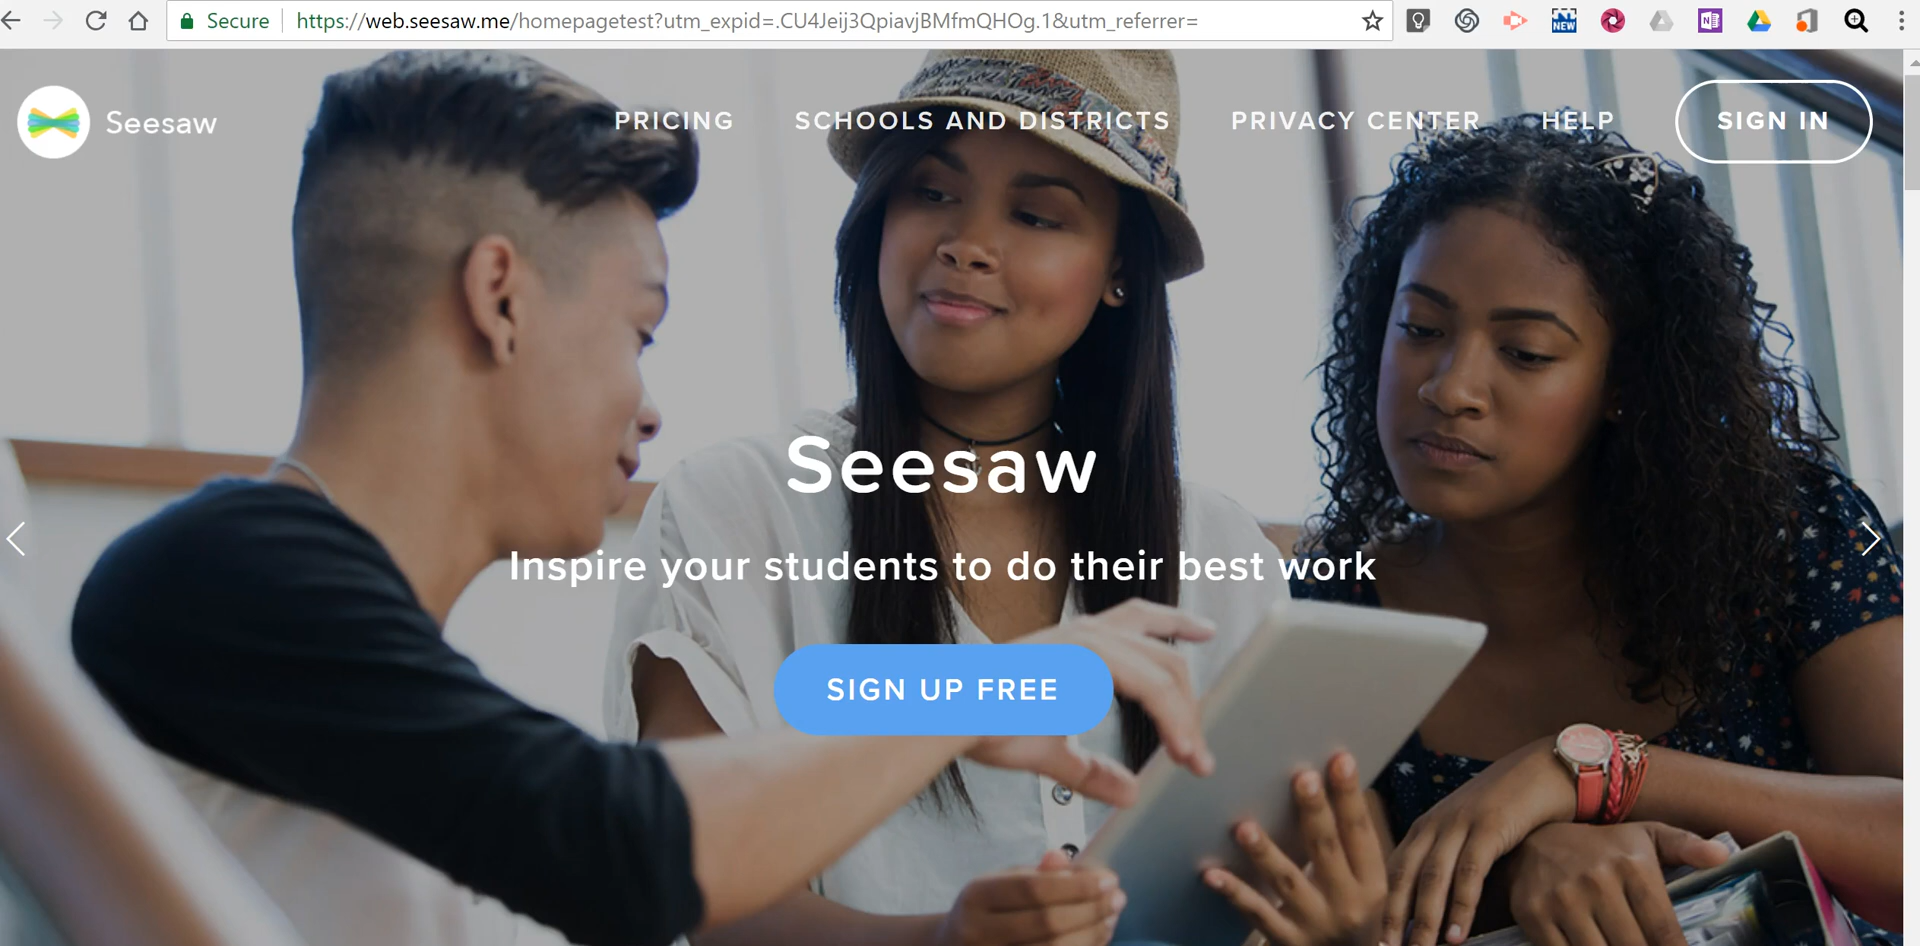 Secure https://web.seesaw.me/homepagetest?utm_expid=.CU4Jeij3QpiavjBMfmQHOg.1&utm_referrer=
NEW
N
Seesaw
PRICING
SCHOOLS AND DISTRICTS
PRIVACY CENTER
HELP
SIGN IN
Seesaw
Inspire your students to do their best work
SIGN UP FREE